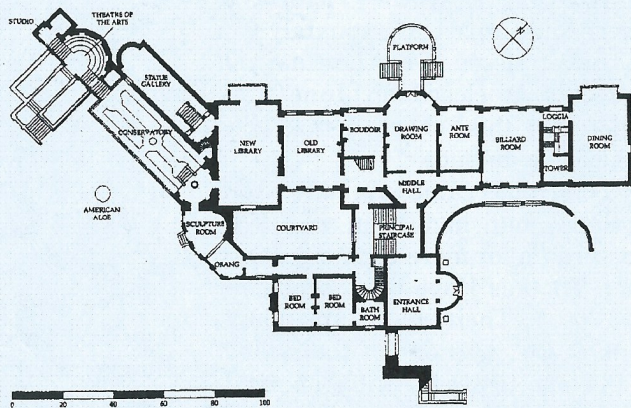 STUDIO
THEATRE OF
THE ARTS
STATUE
GALLERY
CONSERVATORY
NEW
LIBRARY
OLD
LIBRARY
BOUDOIR
PLATFORM
DRAWING
ROOM
ANTE
ROOM
BILLIARD
ROOM
LOGGIA
TOWER
DINING
ROOM
MIDDLE
HALL
AMERICAN
ALOE
SCULPTURE
ROOM
COURTYARD
PRINCIPAL
STAIRCASE
ORANG
BED
ROOM
BED
ROOM
BATH
ROOM
ENTRANCE
HALL
0 20 40 60 80 100